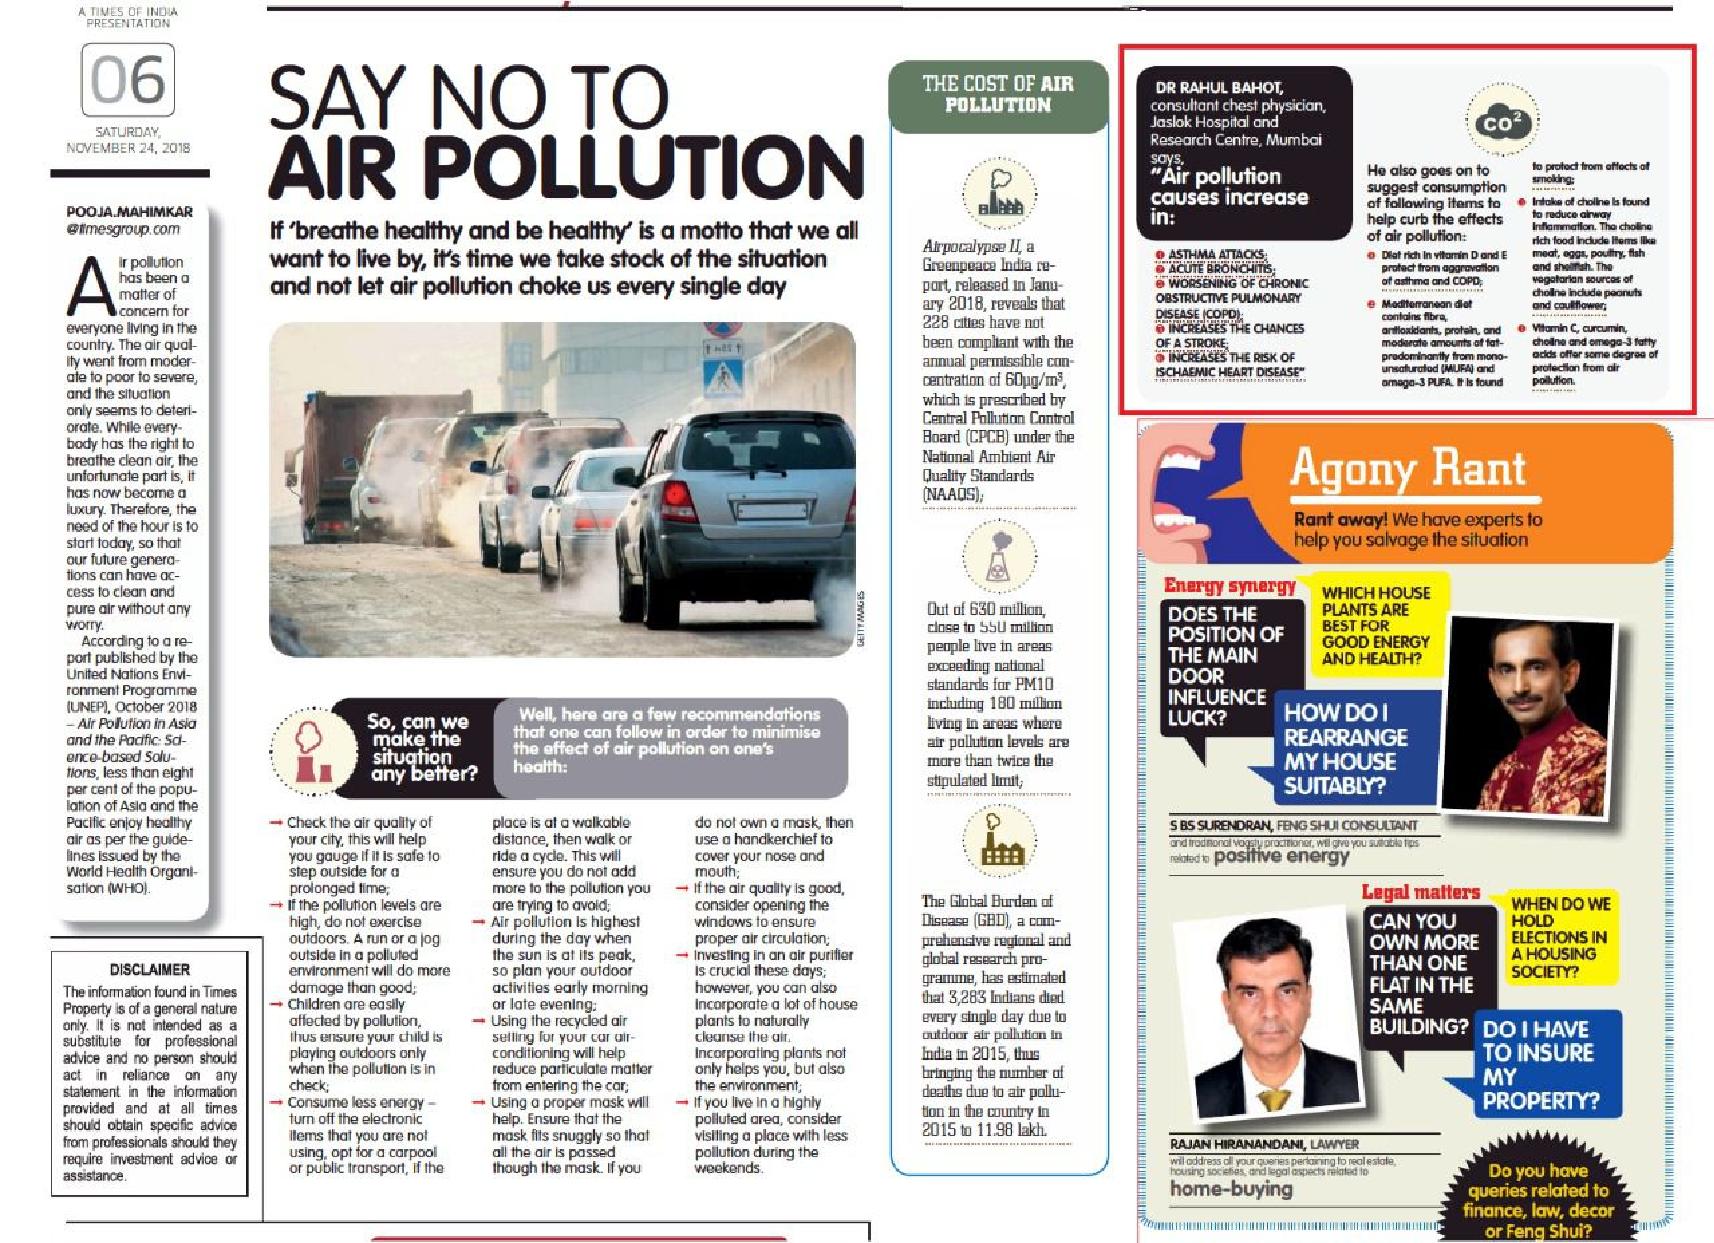 A TIMES OF INDIA
PRESENTATION
06
SATURDAY,
NOVEMBER 24, 2018
POOJA.MAHIMKAR
@timesgroup.com
Air pollution
has been a
matter of
concern for
everyone living in the
country. The air qual-
ity went from moder-
ate to poor to severe,
and the situation
only seems to deteri-
orate. While every-
body has the right to
breathe clean air, the
unfortunate part is, it
has now become a
luxury. Therefore, the
need of the hour is to
start today, so that
our future genera-
tions can have ac-
cess to clean and
pure air without any
worry.
According to a re-
port published by the
United Nations Envi-
ronment Programme
(UNEP), October 2018
– Air Pollution in Asia
and the Pacific: Sci-
ence-based Solu-
tions, less than eight
per cent of the popu-
lation of Asia and the
Pacific enjoy healthy
air as per the guide-
lines issued by the
World Health Organi-
sation (WHO).
DISCLAIMER
The information found in Times
Property is of a general nature
only. It is not intended as a
substitute for professional
advice and no person should
act in reliance on any
statement in the information
provided and at all times
should obtain specific advice
from professionals should they
require investment advice or
assistance.
SAY NO TO
AIR POLLUTION
If ‘breathe healthy and be healthy’ is a motto that we all
want to live by, it’s time we take stock of the situation
and not let air pollution choke us every single day
GETTY IMAGES
So, can we
make the
situation
any better?
Well, here are a few recommendations
that one can follow in order to minimise
the effect of air pollution on one’s
health:
→ Check the air quality of
your city, this will help
you gauge if it is safe to
step outside for a
prolonged time;
→ If the pollution levels are
high, do not exercise
outdoors. A run or a jog
outside in a polluted
environment will do more
damage than good;
→ Children are easily
affected by pollution,
thus ensure your child is
playing outdoors only
when the pollution is in
check;
→ Consume less energy –
turn off the electronic
items that you are not
using, opt for a carpool
or public transport, if the
place is at a walkable
distance, then walk or
ride a cycle. This will
ensure you do not add
more to the pollution you
are trying to avoid;
→ Air pollution is highest
during the day when
the sun is at its peak,
so plan your outdoor
activities early morning
or late evening;
→ Using the recycled air
setting for your car air-
conditioning will help
reduce particulate matter
from entering the car;
→ Using a proper mask will
help. Ensure that the
mask fits snuggly so that
all the air is passed
though the mask. If you
do not own a mask, then
use a handkerchief to
cover your nose and
mouth;
→ If the air quality is good,
consider opening the
windows to ensure
proper air circulation;
→ Investing in an air purifier
is crucial these days;
however, you can also
incorporate a lot of house
plants to naturally
cleanse the air.
Incorporating plants not
only helps you, but also
the environment;
→ If you live in a highly
polluted area, consider
visiting a place with less
pollution during the
weekends.
THE COST OF AIR
POLLUTION
Airpocalypse II, a
Greenpeace India re-
port, released in Janu-
ary 2018, reveals that
228 cities have not
been compliant with the
annual permissible con-
centration of 60µg/m³,
which is prescribed by
Central Pollution Control
Board (CPCB) under the
National Ambient Air
Quality Standards
(NAAQS);
Out of 630 million,
close to 550 million
people live in areas
exceeding national
standards for PM10
including 180 million
living in areas where
air pollution levels are
more than twice the
stipulated limit;
The Global Burden of
Disease (GBD), a com-
prehensive regional and
global research pro-
gramme, has estimated
that 3,283 Indians died
every single day due to
outdoor air pollution in
India in 2015, thus
bringing the number of
deaths due to air pollu-
tion in the country in
2015 to 11.98 lakh.
DR RAHUL BAHOT,
consultant chest physician,
Jaslok Hospital and
Research Centre, Mumbai
says,
“Air pollution
causes increase
in:
ASTHMA ATTACKS;
ACUTE BRONCHITIS;
WORSENING OF CHRONIC
OBSTRUCTIVE PULMONARY
DISEASE (COPD);
INCREASES THE CHANCES
OF A STROKE;
INCREASES THE RISK OF
ISCHAEMIC HEART DISEASE”
CO²
He also goes on to
suggest consumption
of following items to
help curb the effects
of air pollution:
Diet rich in vitamin D and E
protect from aggravation
of asthma and COPD;
Mediterranean diet
contains fibre,
antioxidants, protein, and
moderate amounts of fat-
predominantly from mono-
unsaturated (MUFA) and
omega-3 PUFA. It is found
to protect from affects of
smoking;
Intake of choline is found
to reduce airway
inflammation. The choline
rich food include items like
meat, eggs, poultry, fish
and shellfish. The
vegetarian sources of
choline include peanuts
and cauliflower;
Vitamin C, curcumin,
choline and omega-3 fatty
acids offer some degree of
protection from air
pollution.
Agony Rant
Rant away! We have experts to
help you salvage the situation
Energy synergy
DOES THE
POSITION OF
THE MAIN
DOOR
INFLUENCE
LUCK?
WHICH HOUSE
PLANTS ARE
BEST FOR
GOOD ENERGY
AND HEALTH?
HOW DO I
REARRANGE
MY HOUSE
SUITABLY?
S BS SURENDRAN, FENG SHUI CONSULTANT
and traditional Vaastu practitioner, will give you suitable tips
related to positive energy
Legal matters
CAN YOU
OWN MORE
THAN ONE
FLAT IN THE
SAME
BUILDING?
WHEN DO WE
HOLD
ELECTIONS IN
A HOUSING
SOCIETY?
DO I HAVE
TO INSURE
MY
PROPERTY?
RAJAN HIRANANDANI, LAWYER
will address all your queries pertaining to real estate,
housing societies, and legal aspects related to
home-buying
Do you have
queries related to
finance, law, decor
or Feng Shui?